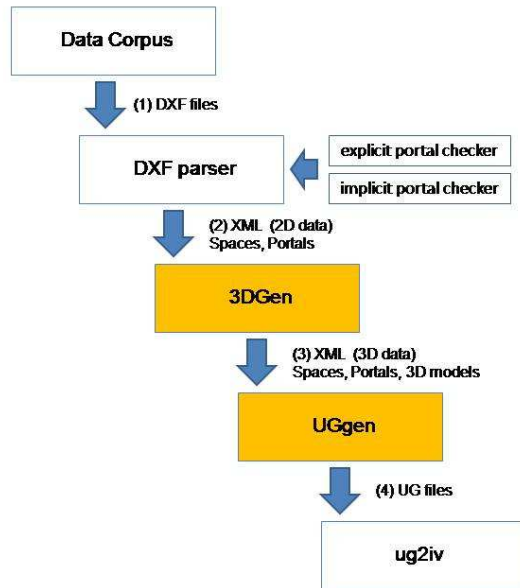 Data Corpus
(1) DXF files
DXF parser
explicit portal checker
implicit portal checker
(2) XML (2D data)
Spaces, Portals
3DGen
(3) XML (3D data)
Spaces, Portals, 3D models
UGgen
(4) UG files
ug2iv